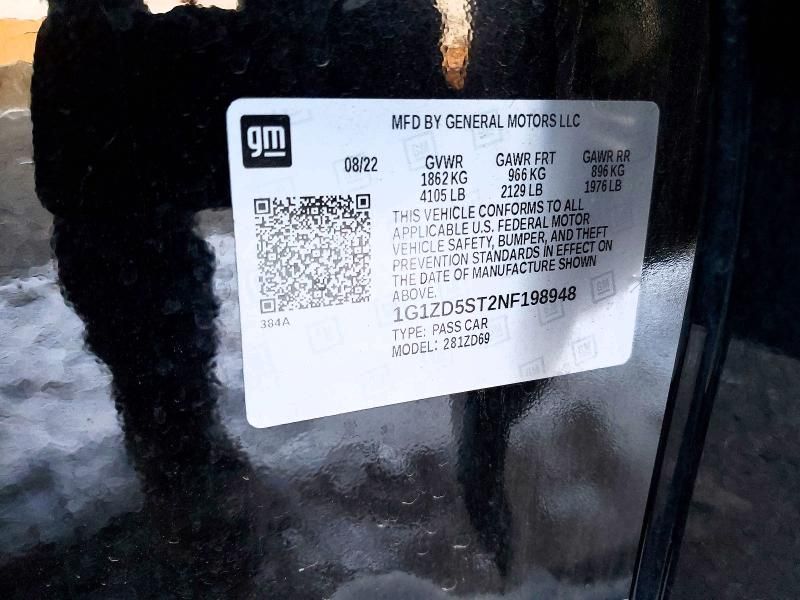 gm
MFD BY GENERAL MOTORS LLC
08/22 GVWR GAWR FRT GAWR RR
1862 KG 966 KG 896 KG
4105 LB 2129 LB 1976 LB
THIS VEHICLE CONFORMS TO ALL
APPLICABLE U.S. FEDERAL MOTOR
VEHICLE SAFETY, BUMPER, AND THEFT
PREVENTION STANDARDS IN EFFECT ON
THE DATE OF MANUFACTURE SHOWN
ABOVE.
1G1ZD5ST2NF198948
TYPE: PASS CAR
MODEL: 281ZD69
384A